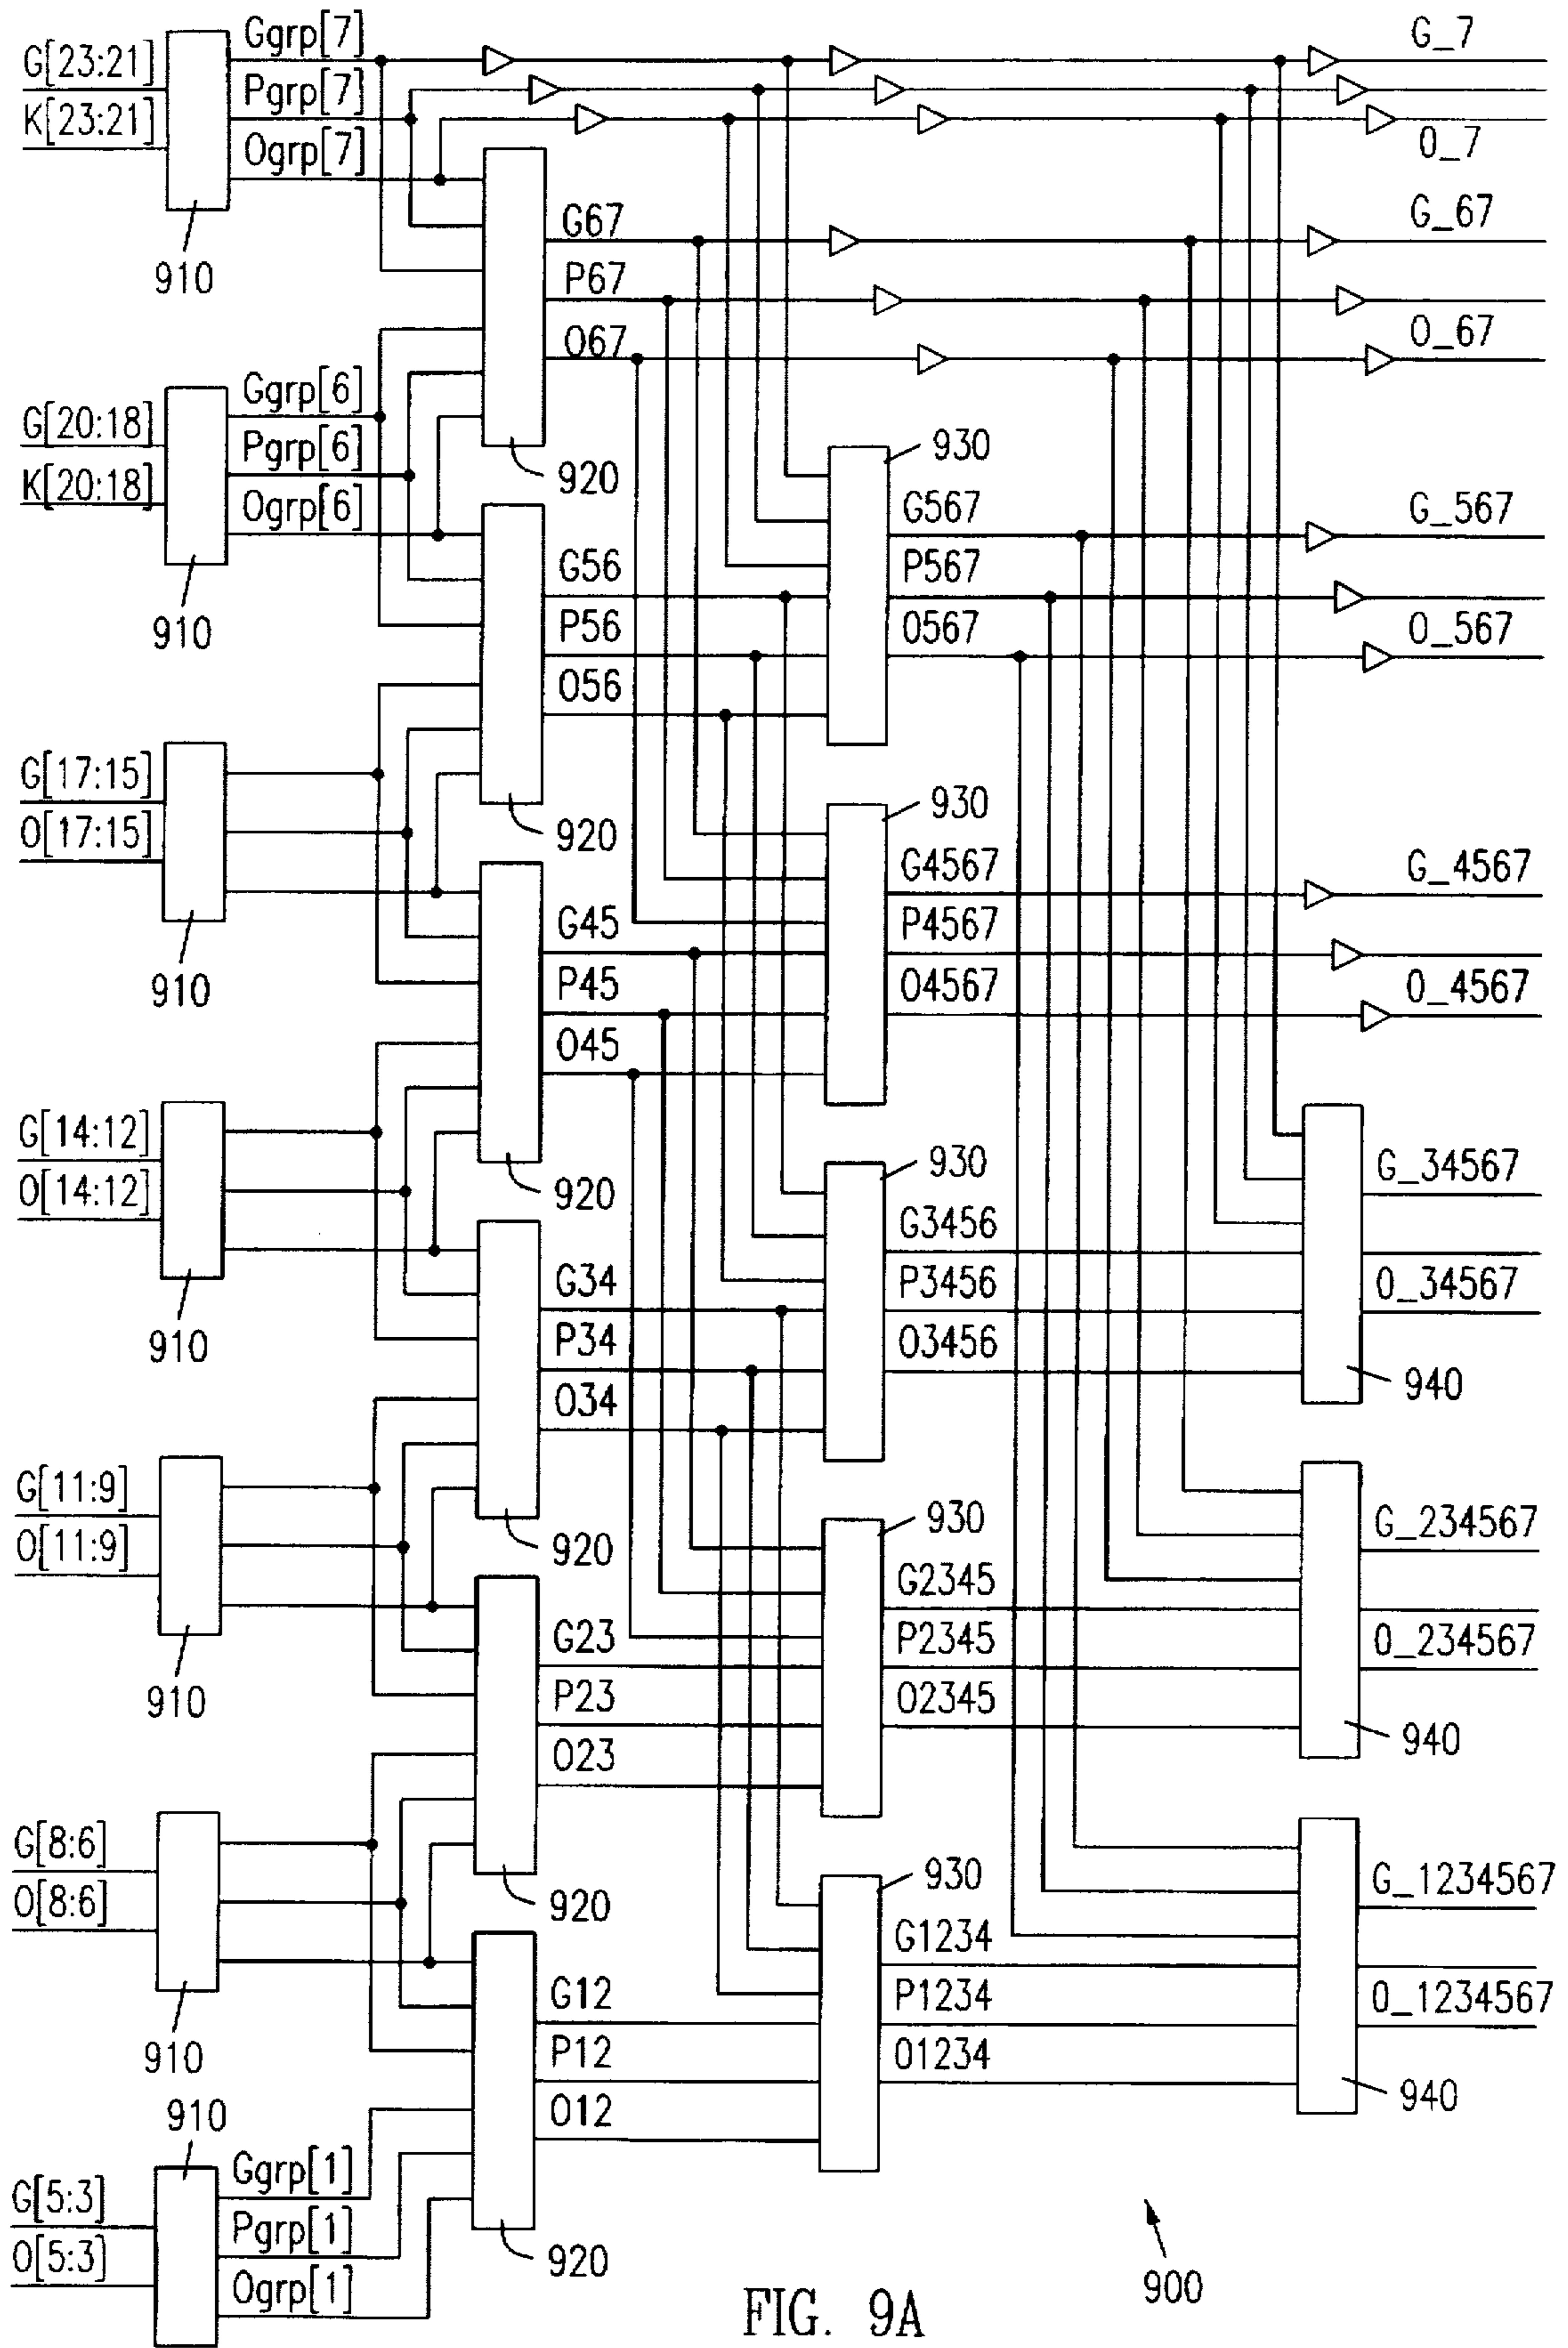 Ggrp[7]
G_7
G[23:21]
Pgrp[7]
K[23:21]
Ogrp[7]
O_7
910
G67
G_67
P67
O67
O_67
Ggrp[6]
G[20:18]
Pgrp[6]
K[20:18]
Ogrp[6]
920
930
G567
G_567
910
G56
P567
P56
O567
O_567
O56
G[17:15]
O[17:15]
920
930
G4567
G_4567
910
G45
P4567
P45
O4567
O_4567
O45
G[14:12]
O[14:12]
920
930
G_34567
G3456
910
G34
P3456
O_34567
P34
O3456
O34
940
G[11:9]
O[11:9]
920
930
G_234567
G2345
910
G23
P2345
O_234567
P23
O2345
O23
940
G[8:6]
O[8:6]
920
930
G_1234567
G1234
910
G12
P1234
O_1234567
P12
O1234
O12
940
910
Ggrp[1]
G[5:3]
Pgrp[1]
O[5:3]
Ogrp[1]
920
900
FIG. 9A